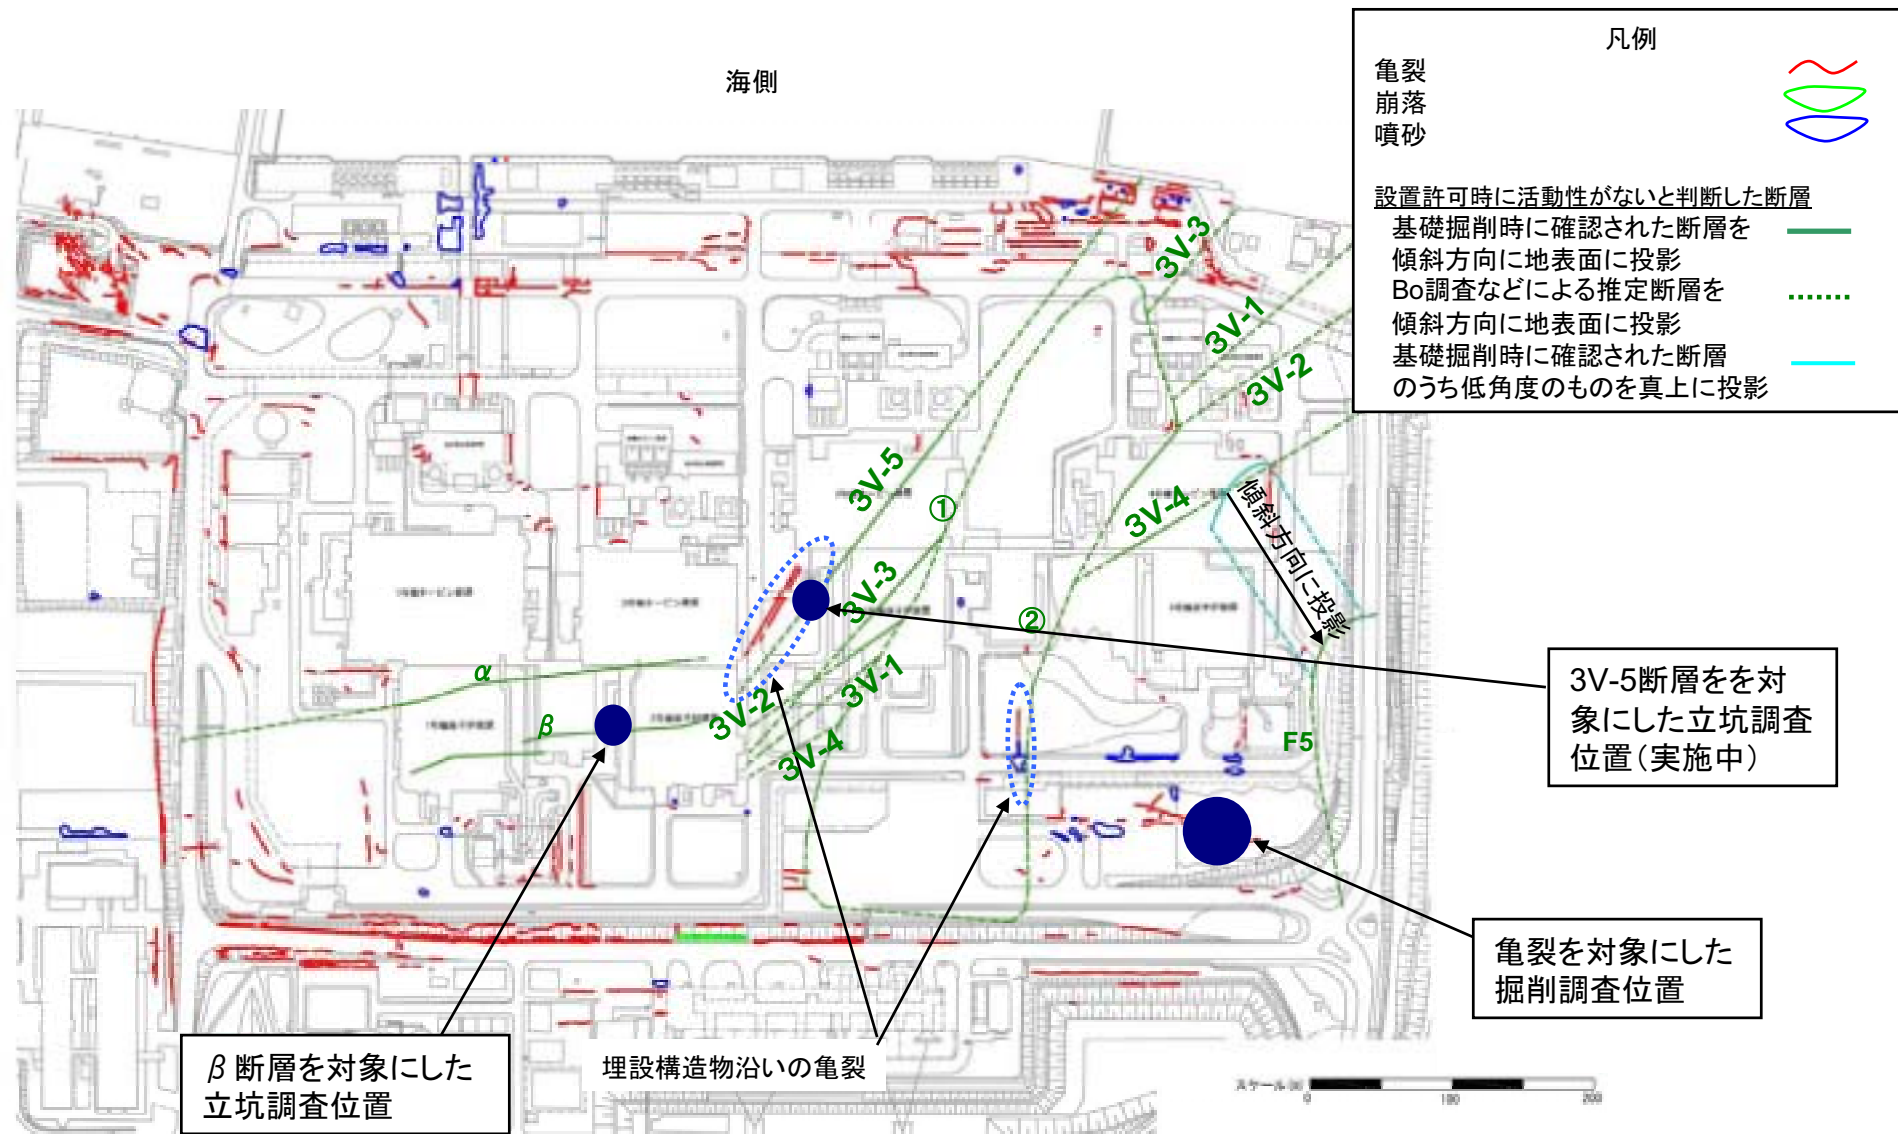 海側
凡例
亀裂
崩落
噴砂
設置許可時に活動性がないと判断した断層
基礎掘削時に確認された断層を
傾斜方向に地表面に投影
Bo調査などによる推定断層を
傾斜方向に地表面に投影
基礎掘削時に確認された断層
のうち低角度のものを真上に投影
3V-3
3V-1
3V-2
3V-5
①
3V-4
傾斜方向に投影
3V-3
②
α
3V-1
3V-2
β
3V-4
F5
3V-5断層をを対
象にした立坑調査
位置(実施中)
亀裂を対象にした
掘削調査位置
β断層を対象にした
立坑調査位置
埋設構造物沿いの亀裂
スケール(m)
0 100 200